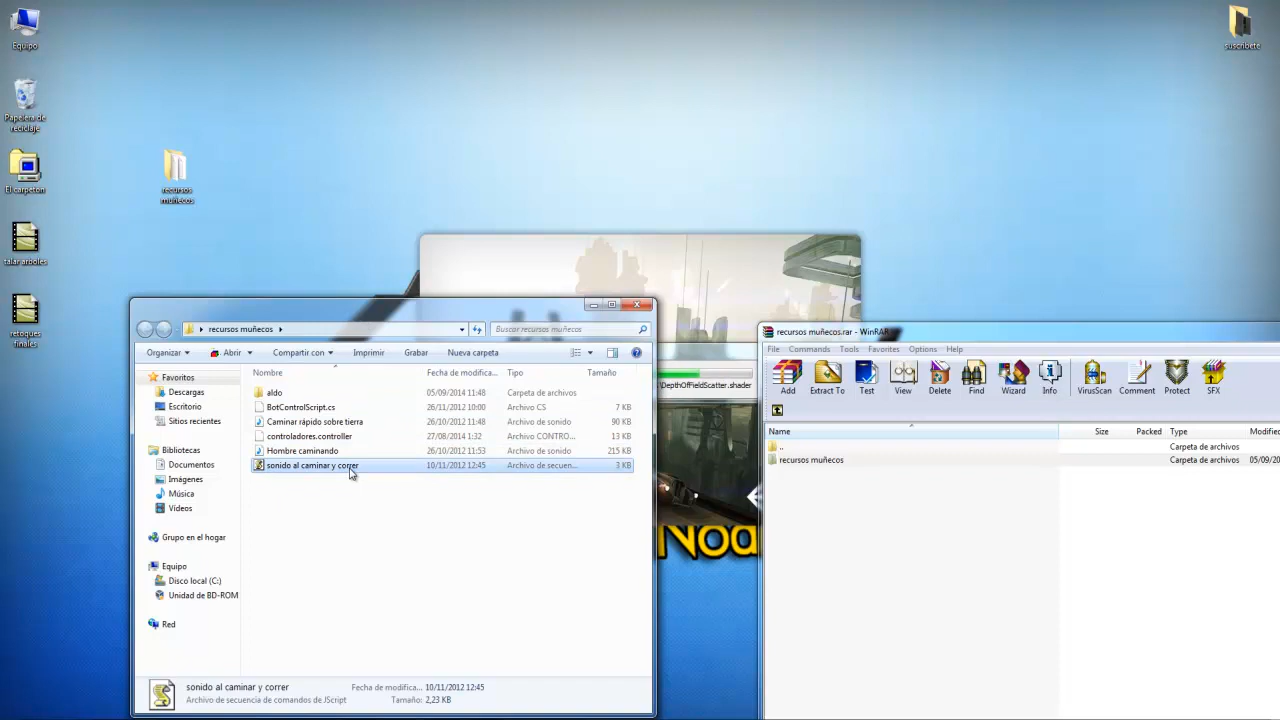 Equipo
suscribete
Papelera de
reciclaje
El carpeton
recursos
muñecos
talar arboles
retoques
finales
recursos muñecos
Buscar recursos muñecos
Organizar
Abrir
Compartir con
Imprimir
Grabar
Nueva carpeta
Nombre
Fecha de modifica...
Tipo
Tamaño
aldo 05/09/2014 11:48 Carpeta de archivos
BotControlScript.cs 26/11/2012 10:00 Archivo CS 7 KB
Caminar rápido sobre tierra 26/10/2012 11:48 Archivo de sonido 90 KB
controladores.controller 27/08/2014 1:32 Archivo CONTRO... 13 KB
Hombre caminando 26/10/2012 11:53 Archivo de sonido 215 KB
sonido al caminar y correr 10/11/2012 12:45 Archivo de secuen... 3 KB
Favoritos
Descargas
Escritorio
Sitios recientes
Bibliotecas
Documentos
Imágenes
Música
Vídeos
Grupo en el hogar
Equipo
Disco local (C:)
Unidad de BD-ROM
Red
sonido al caminar y correr Fecha de modifica... 10/11/2012 12:45
Archivo de secuencia de comandos de JScript Tamaño: 2,23 KB
\DepthOfFieldScatter.shader
Noa
recursos muñecos.rar - WinRAR
File Commands Tools Favorites Options Help
Add Extract To Test View Delete Find Wizard Info VirusScan Comment Protect SFX
Name Size Packed Type Modified
.. Carpeta de archivos
recursos muñecos Carpeta de archivos 05/09/20